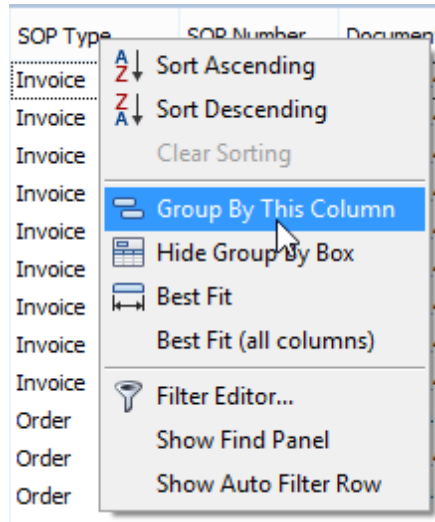 SOP Type SOP Number Documen
Invoice
Sort Ascending
Invoice
Sort Descending
Invoice
Clear Sorting
Invoice
Group By This Column
Invoice
Hide Group By Box
Invoice
Best Fit
Invoice
Best Fit (all columns)
Invoice
Invoice
Filter Editor...
Order
Show Find Panel
Order
Show Auto Filter Row
Order